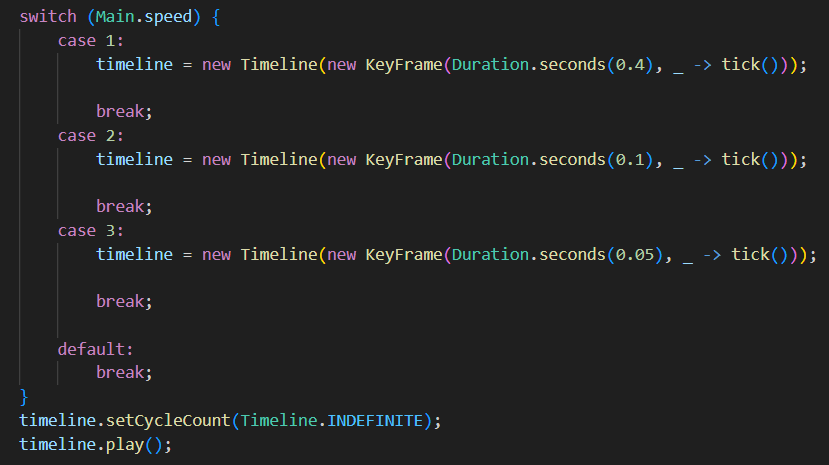 switch (Main.speed) {
    case 1:
        timeline = new Timeline(new KeyFrame(Duration.seconds(0.4), _ -> tick()));
        break;
    case 2:
        timeline = new Timeline(new KeyFrame(Duration.seconds(0.1), _ -> tick()));
        break;
    case 3:
        timeline = new Timeline(new KeyFrame(Duration.seconds(0.05), _ -> tick()));
        break;
    default:
        break;
}
timeline.setCycleCount(Timeline.INDEFINITE);
timeline.play();